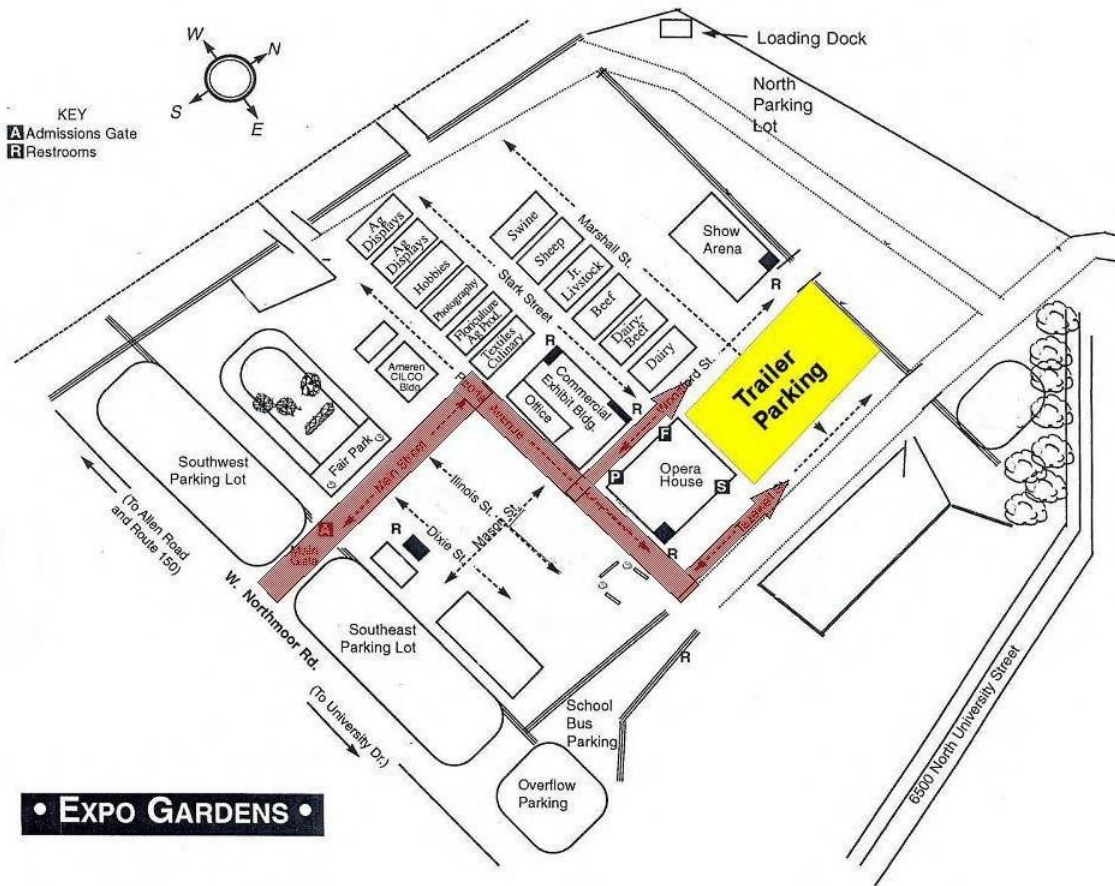 W
N
S
E
KEY
A Admissions Gate
R Restrooms
Loading Dock
North
Parking
Lot
Marshall St.
Show
Arena
R
Swine
Sheep
Jr.
Livstock
Beef
Dairy-
Beef
Dairy
Ag
Displays
Ag
Displays
Hobbies
Photography
Floriculture
Ag Prod.
Textiles
Culinary
Stark Street
R
Commercial
Exhibit Bldg.
Office
R
Woodford St.
Trailer
Parking
Ameren
CILCO
Bldg
Peoria Avenue
Fair Park
Main Street
A
Main
Gate
Southwest
Parking Lot
(To Allen Road
and Route 150)
W. Northmoor Rd.
Illinois St.
Dixie St.
Mason St.
R
F
P
Opera
House
S
R
Tazewell
Southeast
Parking Lot
(To University Dr.)
School
Bus
Parking
R
Overflow
Parking
6500 North University Street
• EXPO GARDENS •